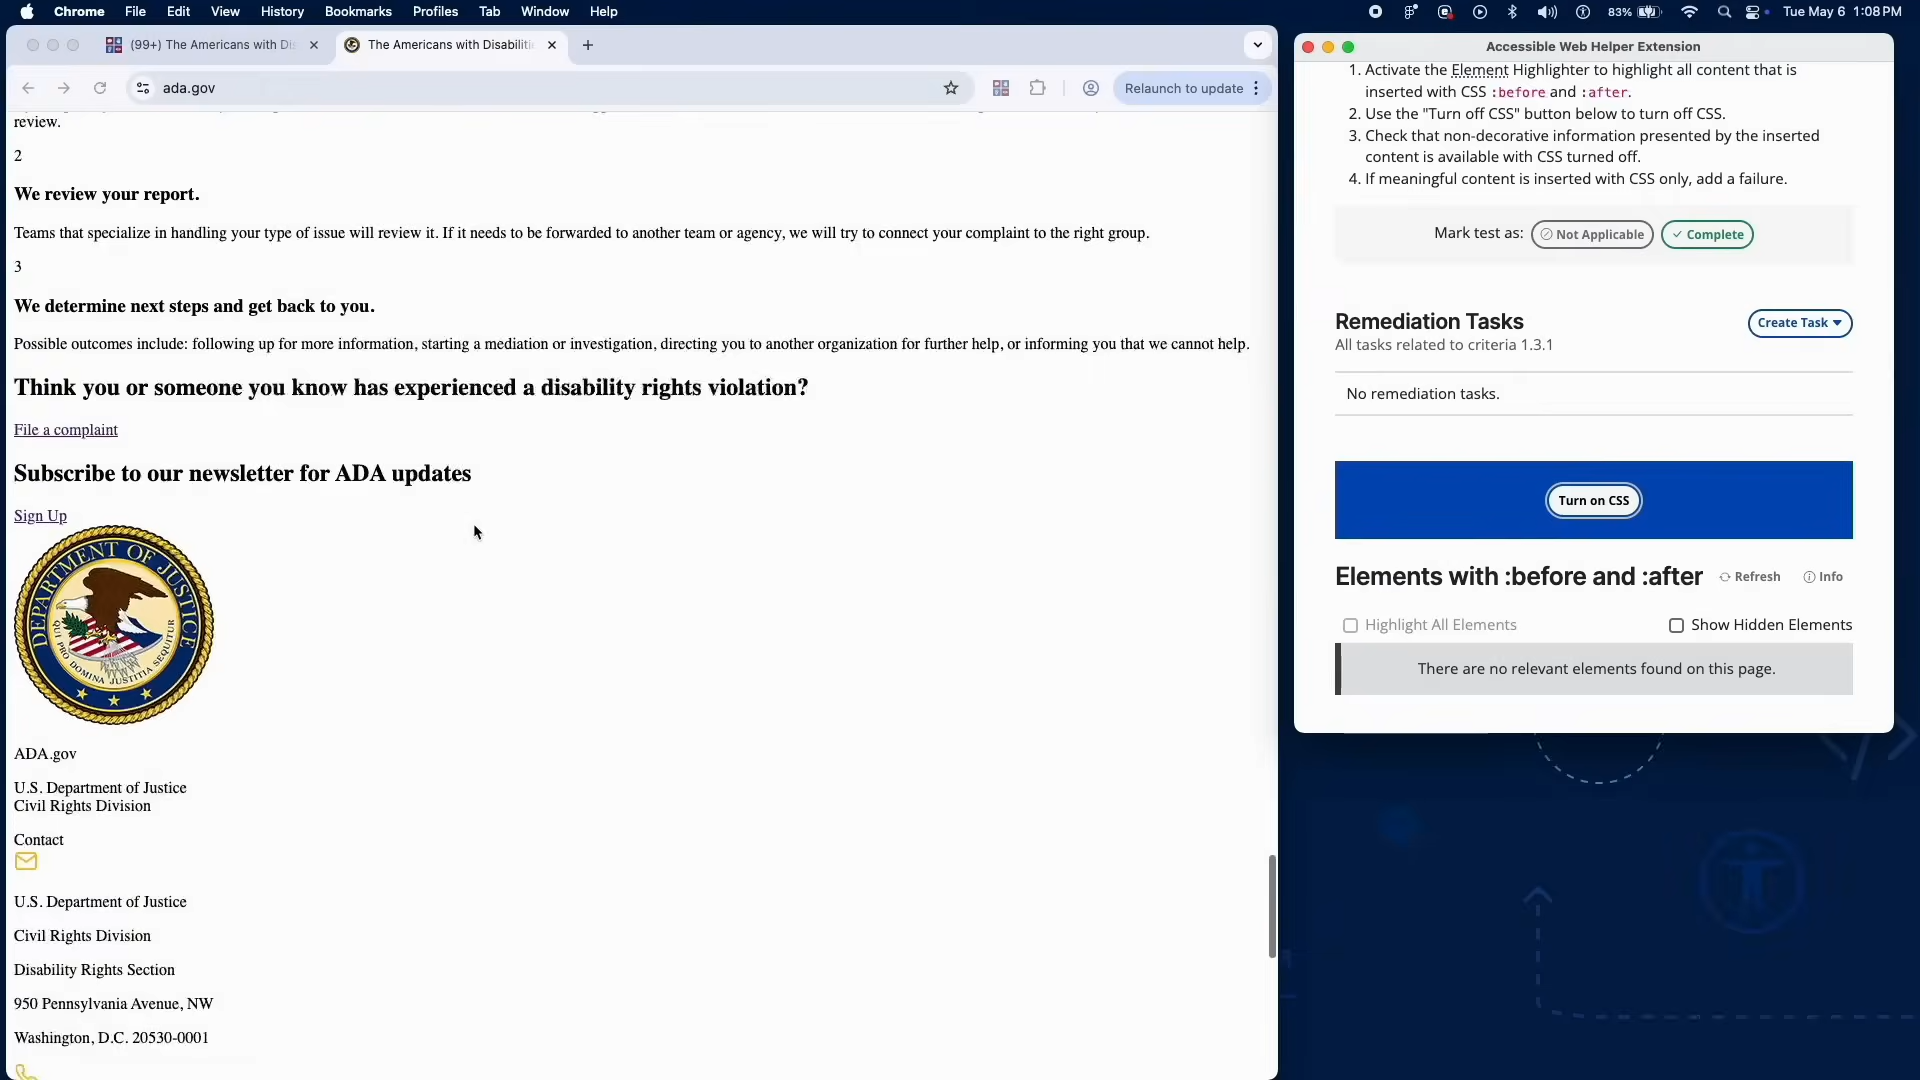 Chrome File Edit View History Bookmarks Profiles Tab Window Help
83% Tue May 6 1:08 PM
(99+) The Americans with Di
The Americans with Disabiliti
ada.gov
Relaunch to update
review.
2
We review your report.
Teams that specialize in handling your type of issue will review it. If it needs to be forwarded to another team or agency, we will try to connect your complaint to the right group.
3
We determine next steps and get back to you.
Possible outcomes include: following up for more information, starting a mediation or investigation, directing you to another organization for further help, or informing you that we cannot help.
Think you or someone you know has experienced a disability rights violation?
File a complaint
Subscribe to our newsletter for ADA updates
Sign Up
DEPARTMENT OF JUSTICE
QUI PRO DOMINA JUSTITIA SEQUITUR
ADA.gov
U.S. Department of Justice
Civil Rights Division
Contact
U.S. Department of Justice
Civil Rights Division
Disability Rights Section
950 Pennsylvania Avenue, NW
Washington, D.C. 20530-0001
Accessible Web Helper Extension
1. Activate the Element Highlighter to highlight all content that is
inserted with CSS :before and :after.
2. Use the "Turn off CSS" button below to turn off CSS.
3. Check that non-decorative information presented by the inserted
content is available with CSS turned off.
4. If meaningful content is inserted with CSS only, add a failure.
Mark test as: Not Applicable Complete
Remediation Tasks
Create Task
All tasks related to criteria 1.3.1
No remediation tasks.
Turn on CSS
Elements with :before and :after Refresh Info
Highlight All Elements Show Hidden Elements
There are no relevant elements found on this page.